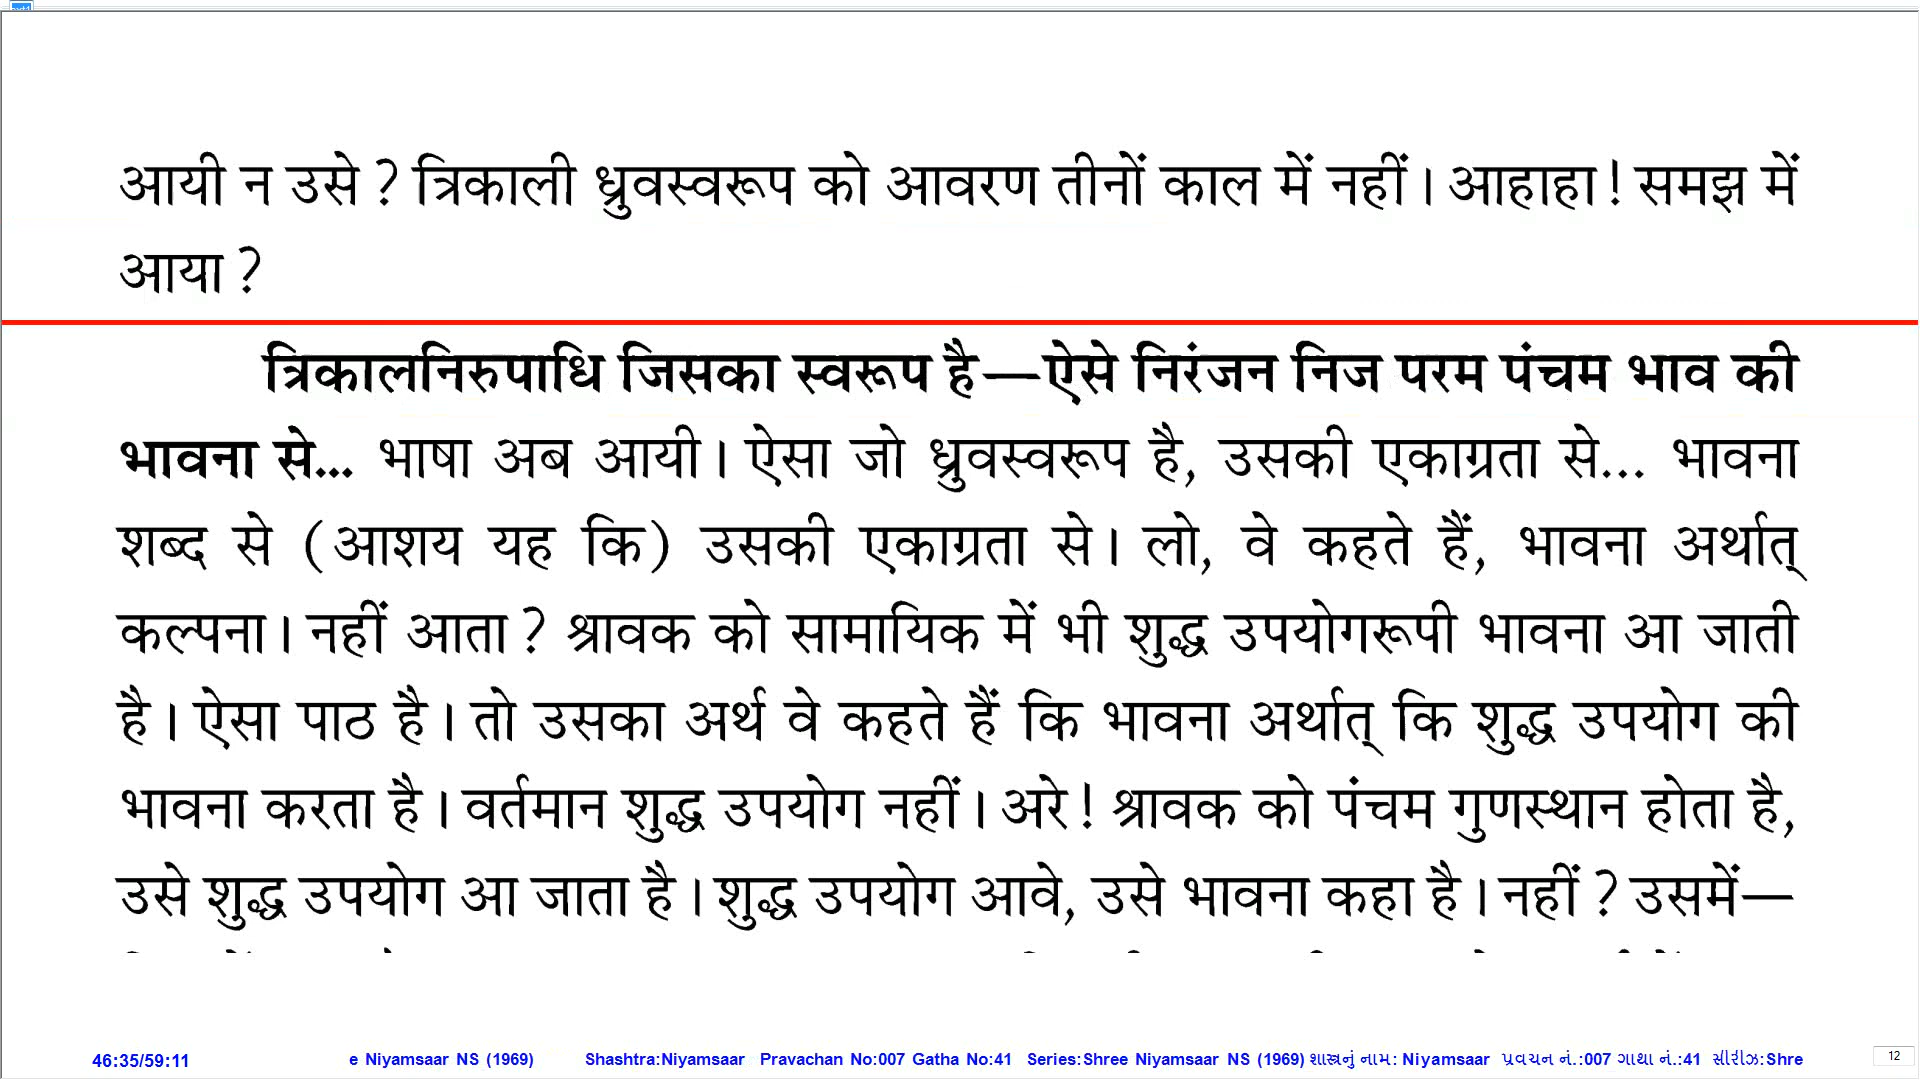 आयी न उसे ? त्रिकाली ध्रुवस्वरूप को आवरण तीनों काल में नहीं। आहाहा! समझ में
आया ?
त्रिकालनिरुपाधि जिसका स्वरूप है—ऐसे निरंजन निज परम पंचम भाव की
भावना से... भाषा अब आयी। ऐसा जो ध्रुवस्वरूप है, उसकी एकाग्रता से... भावना
शब्द से (आशय यह कि) उसकी एकाग्रता से। लो, वे कहते हैं, भावना अर्थात्
कल्पना। नहीं आता ? श्रावक को सामायिक में भी शुद्ध उपयोगरूपी भावना आ जाती
है। ऐसा पाठ है। तो उसका अर्थ वे कहते हैं कि भावना अर्थात् कि शुद्ध उपयोग की
भावना करता है। वर्तमान शुद्ध उपयोग नहीं। अरे! श्रावक को पंचम गुणस्थान होता है,
उसे शुद्ध उपयोग आ जाता है। शुद्ध उपयोग आवे, उसे भावना कहा है। नहीं ? उसमें—
46:35/59:11 e Niyamsaar NS (1969) Shashtra:Niyamsaar Pravachan No:007 Gatha No:41 Series:Shree Niyamsaar NS (1969) શાસ્ત્રનું નામ: Niyamsaar પ્રવચન નં.:007 ગાથા નં.:41 સીરીઝ:Shre 12